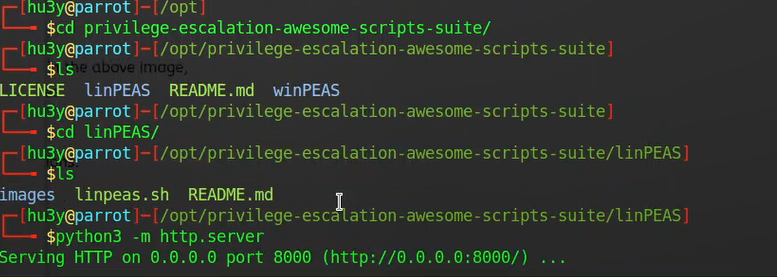 ┌─[hu3y@parrot]─[/opt]
└──╼ $cd privilege-escalation-awesome-scripts-suite/
┌─[hu3y@parrot]─[/opt/privilege-escalation-awesome-scripts-suite]
└──╼ $ls
the above image,
LICENSE linPEAS README.md winPEAS
┌─[hu3y@parrot]─[/opt/privilege-escalation-awesome-scripts-suite]
└──╼ $cd linPEAS/
┌─[hu3y@parrot]─[/opt/privilege-escalation-awesome-scripts-suite/linPEAS]
└──╼ $ls
images linpeas.sh README.md
┌─[hu3y@parrot]─[/opt/privilege-escalation-awesome-scripts-suite/linPEAS]
└──╼ $python3 -m http.server
Serving HTTP on 0.0.0.0 port 8000 (http://0.0.0.0:8000/) ...